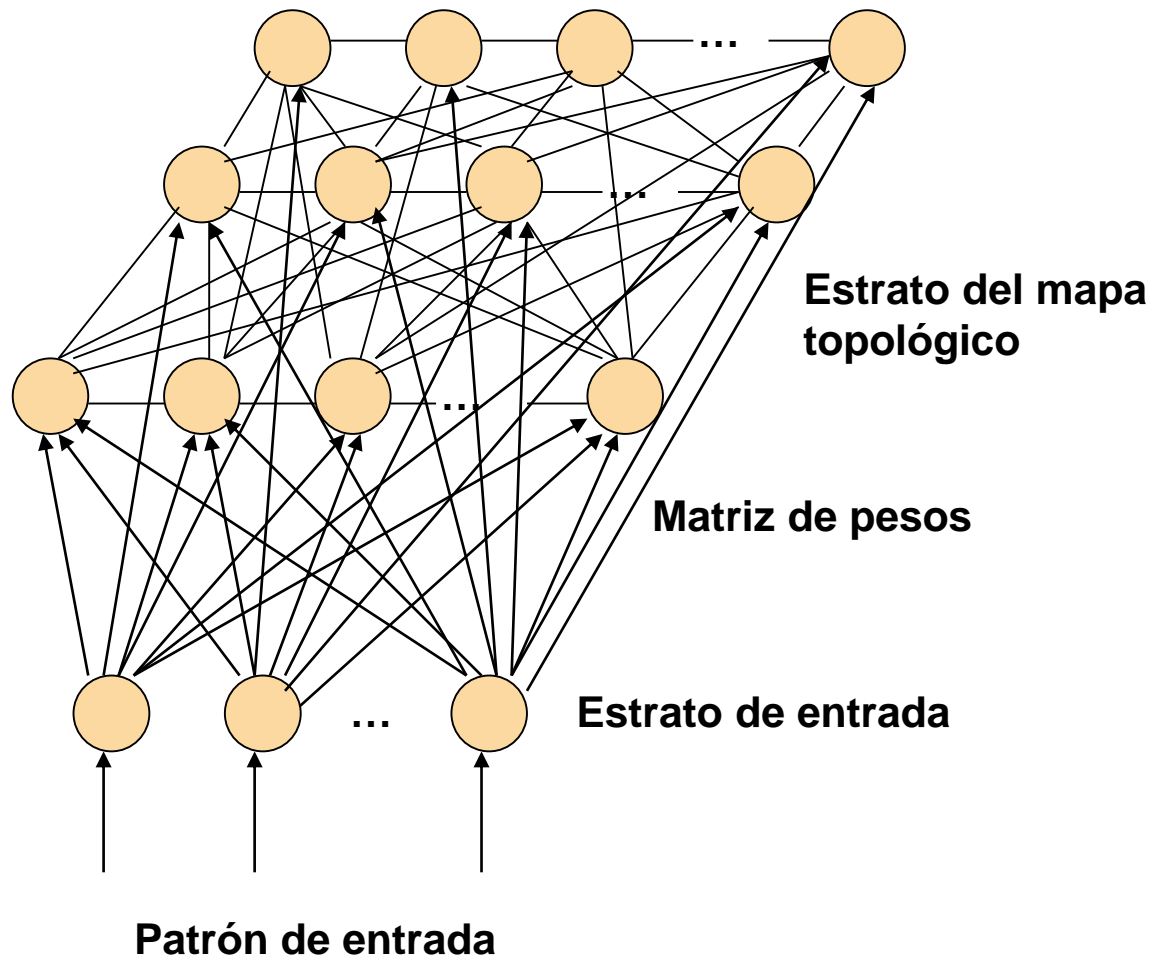 ...
...
Estrato del mapa
topológico
...
Matriz de pesos
... Estrato de entrada
Patrón de entrada